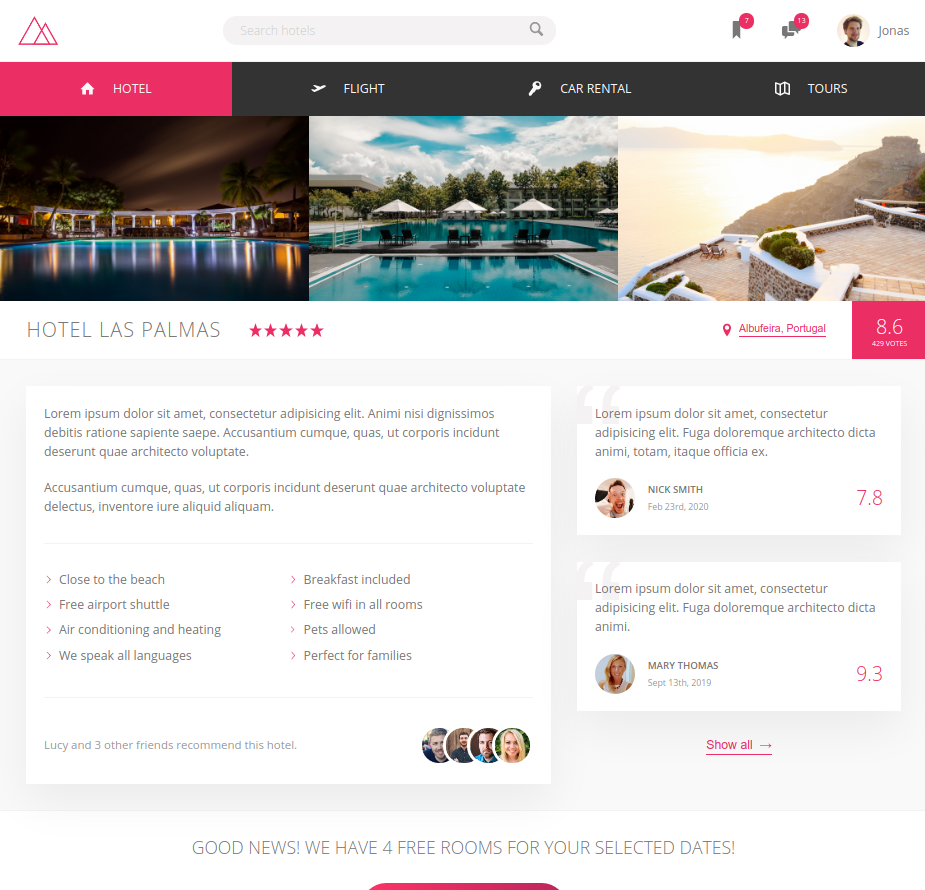 Search hotels
7
13
Jonas
HOTEL
FLIGHT
CAR RENTAL
TOURS
HOTEL LAS PALMAS
Albufeira, Portugal
8.6
429 VOTES
Lorem ipsum dolor sit amet, consectetur adipisicing elit. Animi nisi dignissimos
debitis ratione sapiente saepe. Accusantium cumque, quas, ut corporis incidunt
deserunt quae architecto voluptate.
Accusantium cumque, quas, ut corporis incidunt deserunt quae architecto voluptate
delectus, inventore iure aliquid aliquam.
Close to the beach
Breakfast included
Free airport shuttle
Free wifi in all rooms
Air conditioning and heating
Pets allowed
We speak all languages
Perfect for families
Lucy and 3 other friends recommend this hotel.
Lorem ipsum dolor sit amet, consectetur
adipisicing elit. Fuga doloremque architecto dicta
animi, totam, itaque officia ex.
NICK SMITH
Feb 23rd, 2020
7.8
Lorem ipsum dolor sit amet, consectetur
adipisicing elit. Fuga doloremque architecto dicta
animi.
MARY THOMAS
Sept 13th, 2019
9.3
Show all →
GOOD NEWS! WE HAVE 4 FREE ROOMS FOR YOUR SELECTED DATES!